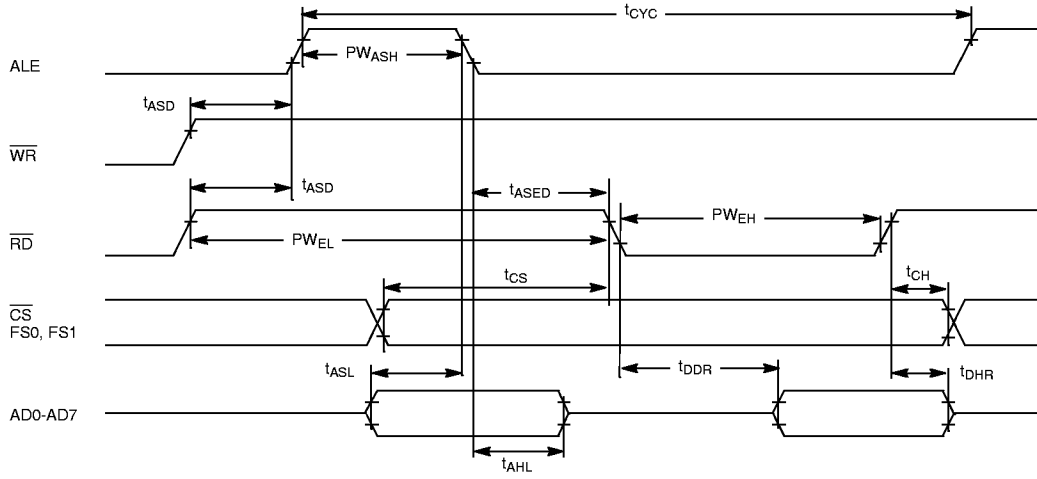 tCYC
ALE
PWASH
tASD
WR
tASD
tASED
RD
PWEL
PWEH
tCS
tCH
CS
FS0, FS1
tASL
tDDR
tDHR
AD0-AD7
tAHL